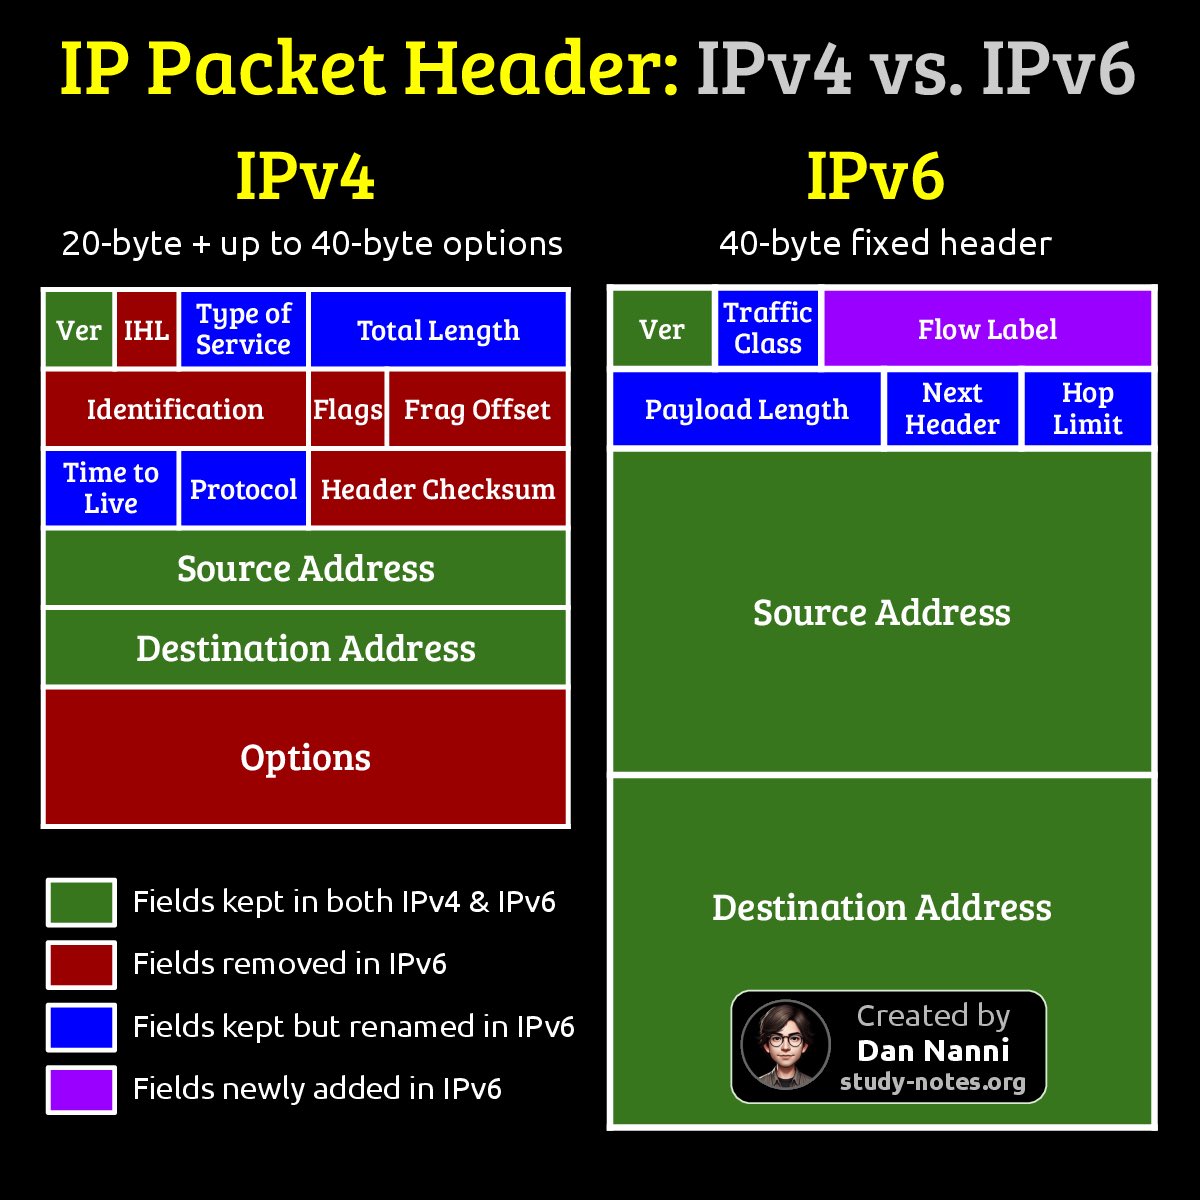 IP Packet Header: IPv4 vs. IPv6
IPv4
20-byte + up to 40-byte options
Ver
IHL
Type of
Service
Total Length
Identification
Flags
Frag Offset
Time to
Live
Protocol
Header Checksum
Source Address
Destination Address
Options
IPv6
40-byte fixed header
Ver
Traffic
Class
Flow Label
Payload Length
Next
Header
Hop
Limit
Source Address
Destination Address
Fields kept in both IPv4 & IPv6
Fields removed in IPv6
Fields kept but renamed in IPv6
Fields newly added in IPv6
Created by
Dan Nanni
study-notes.org